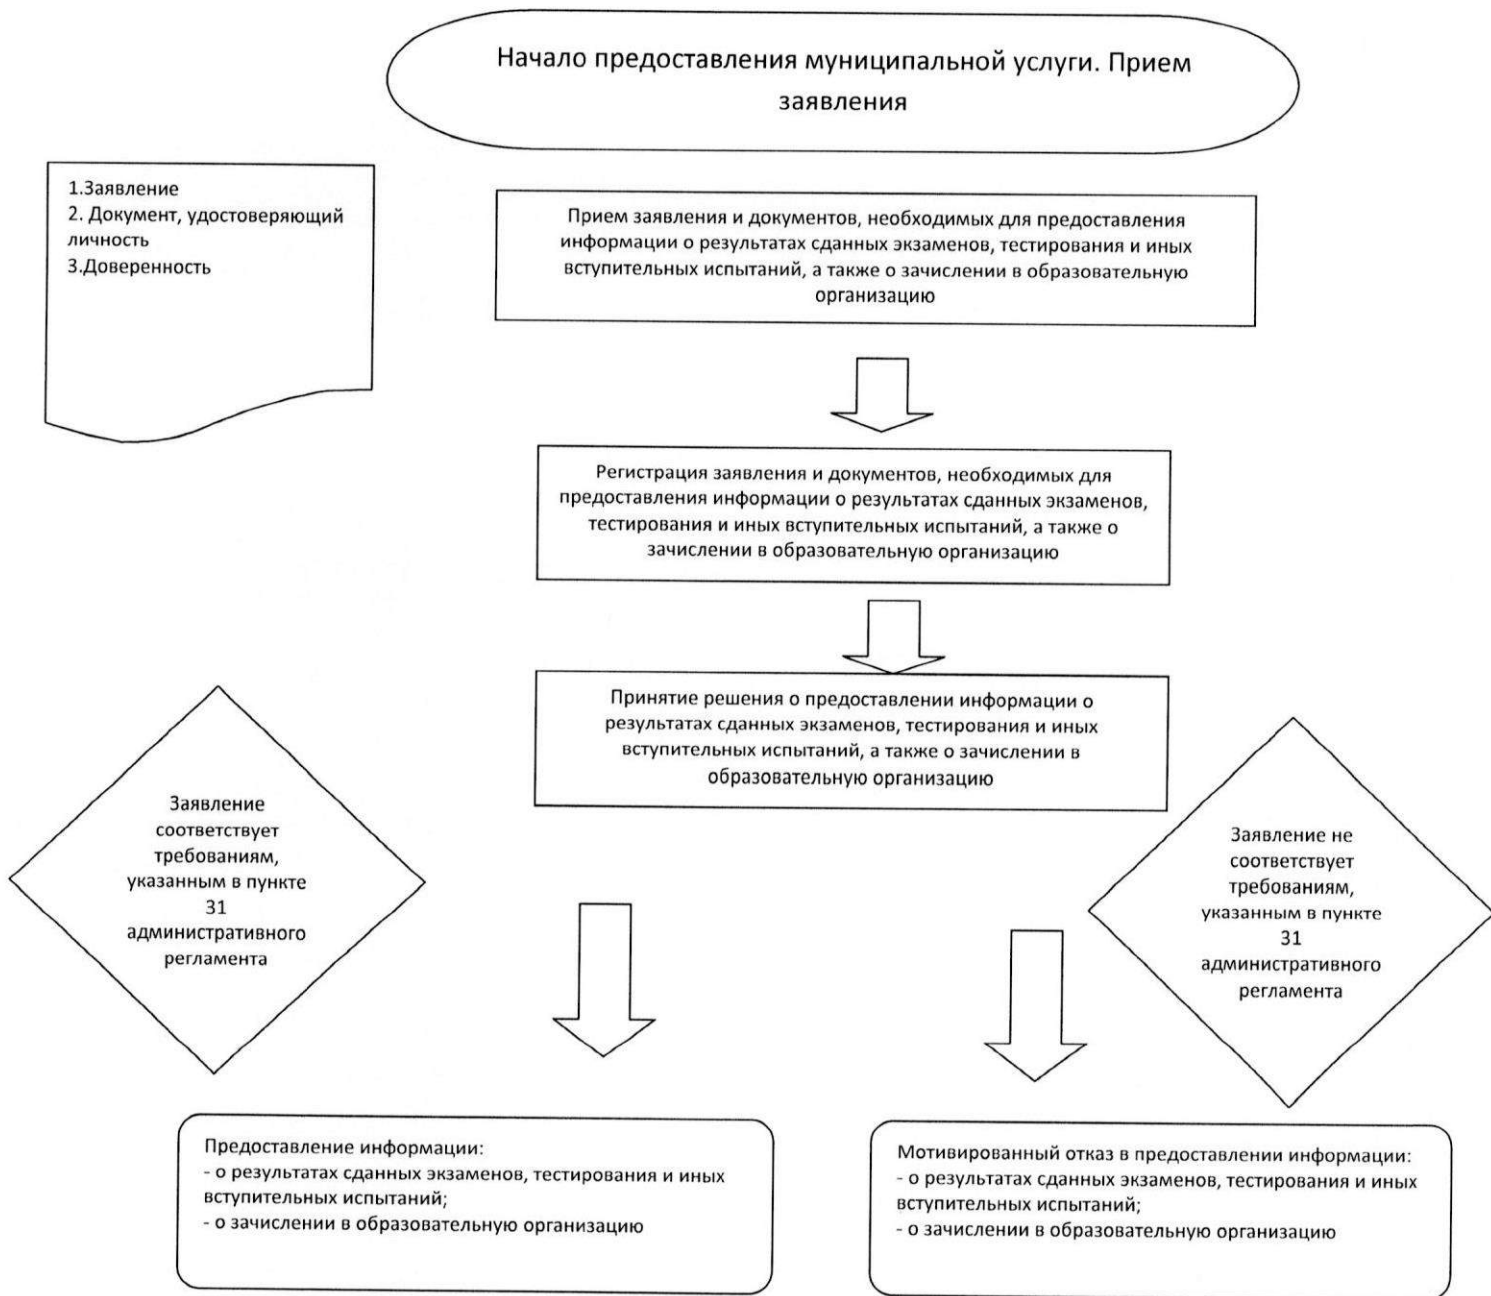 Начало предоставления муниципальной услуги. Прием
заявления
1.Заявление
2. Документ, удостоверяющий
личность
3.Доверенность
Прием заявления и документов, необходимых для предоставления
информации о результатах сданных экзаменов, тестирования и иных
вступительных испытаний, а также о зачислении в образовательную
организацию
Регистрация заявления и документов, необходимых для
предоставления информации о результатах сданных экзаменов,
тестирования и иных вступительных испытаний, а также о
зачислении в образовательную организацию
Принятие решения о предоставлении информации о
результатах сданных экзаменов, тестирования и иных
вступительных испытаний, а также о зачислении в
образовательную организацию
Заявление
соответствует
требованиям,
указанным в пункте
31
административного
регламента
Заявление не
соответствует
требованиям,
указанным в пункте
31
административного
регламента
Предоставление информации:
- о результатах сданных экзаменов, тестирования и иных
вступительных испытаний;
- о зачислении в образовательную организацию
Мотивированный отказ в предоставлении информации:
- о результатах сданных экзаменов, тестирования и иных
вступительных испытаний;
- о зачислении в образовательную организацию